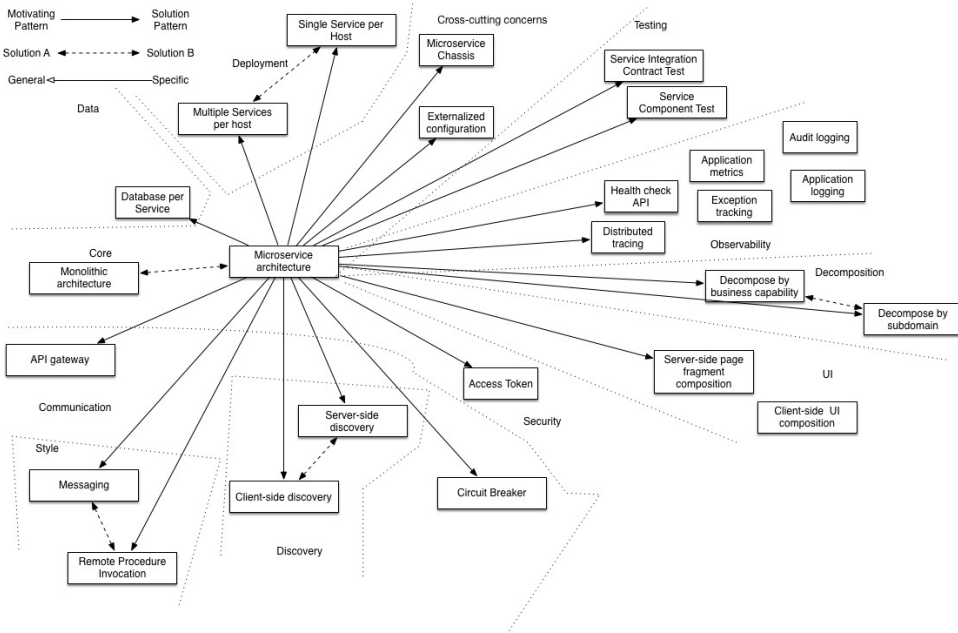 Motivating
Pattern
Solution
Pattern
Solution A
Solution B
General
Specific
Single Service per
Host
Deployment
Multiple Services
per host
Cross-cutting concerns
Microservice
Chassis
Externalized
configuration
Testing
Service Integration
Contract Test
Service
Component Test
Data
Database per
Service
Audit logging
Application
metrics
Application
logging
Health check
API
Exception
tracking
Distributed
tracing
Observability
Core
Monolithic
architecture
Microservice
architecture
Decomposition
Decompose by
business capability
Decompose by
subdomain
API gateway
Server-side page
fragment
composition
UI
Client-side UI
composition
Access Token
Security
Communication
Server-side
discovery
Style
Messaging
Client-side discovery
Circuit Breaker
Discovery
Remote Procedure
Invocation